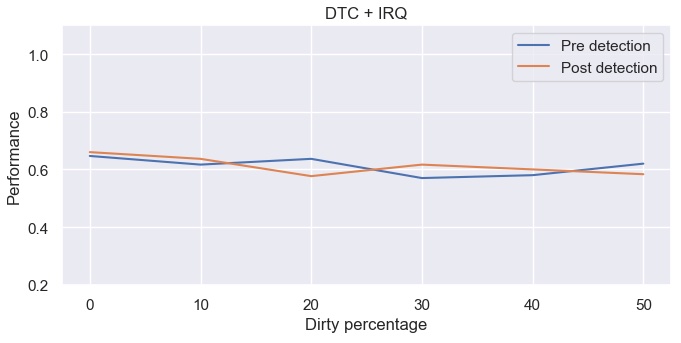 DTC + IRQ
Pre detection
Post detection
Performance
1.0
0.8
0.6
0.4
0.2
0 10 20 30 40 50
Dirty percentage